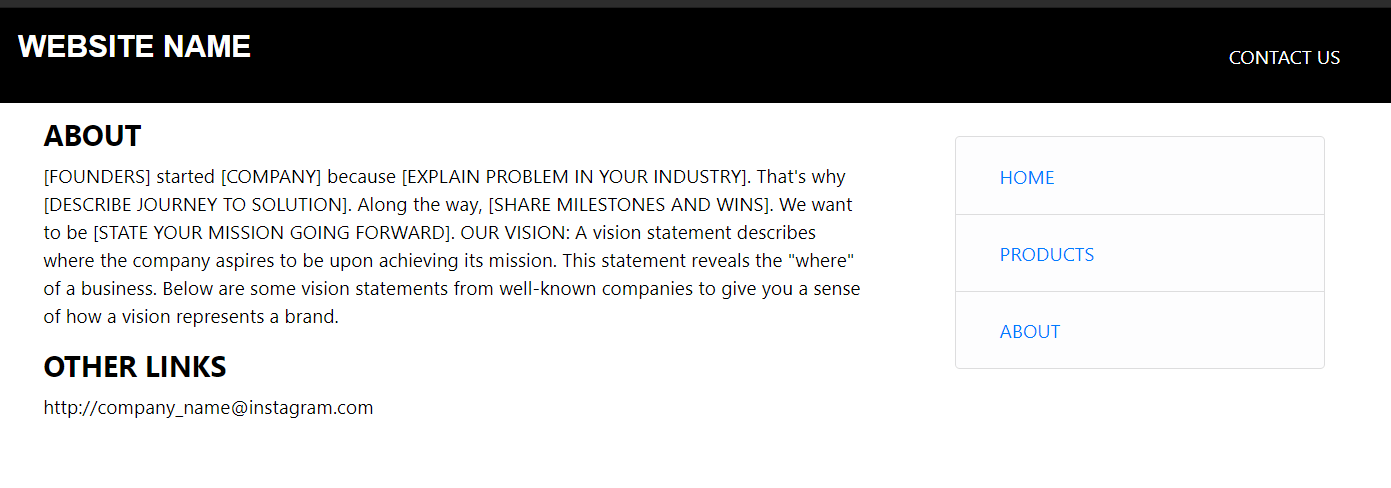 WEBSITE NAME
CONTACT US
ABOUT
[FOUNDERS] started [COMPANY] because [EXPLAIN PROBLEM IN YOUR INDUSTRY]. That's why
[DESCRIBE JOURNEY TO SOLUTION]. Along the way, [SHARE MILESTONES AND WINS]. We want
to be [STATE YOUR MISSION GOING FORWARD]. OUR VISION: A vision statement describes
where the company aspires to be upon achieving its mission. This statement reveals the "where"
of a business. Below are some vision statements from well-known companies to give you a sense
of how a vision represents a brand.
OTHER LINKS
http://company_name@instagram.com
HOME
PRODUCTS
ABOUT